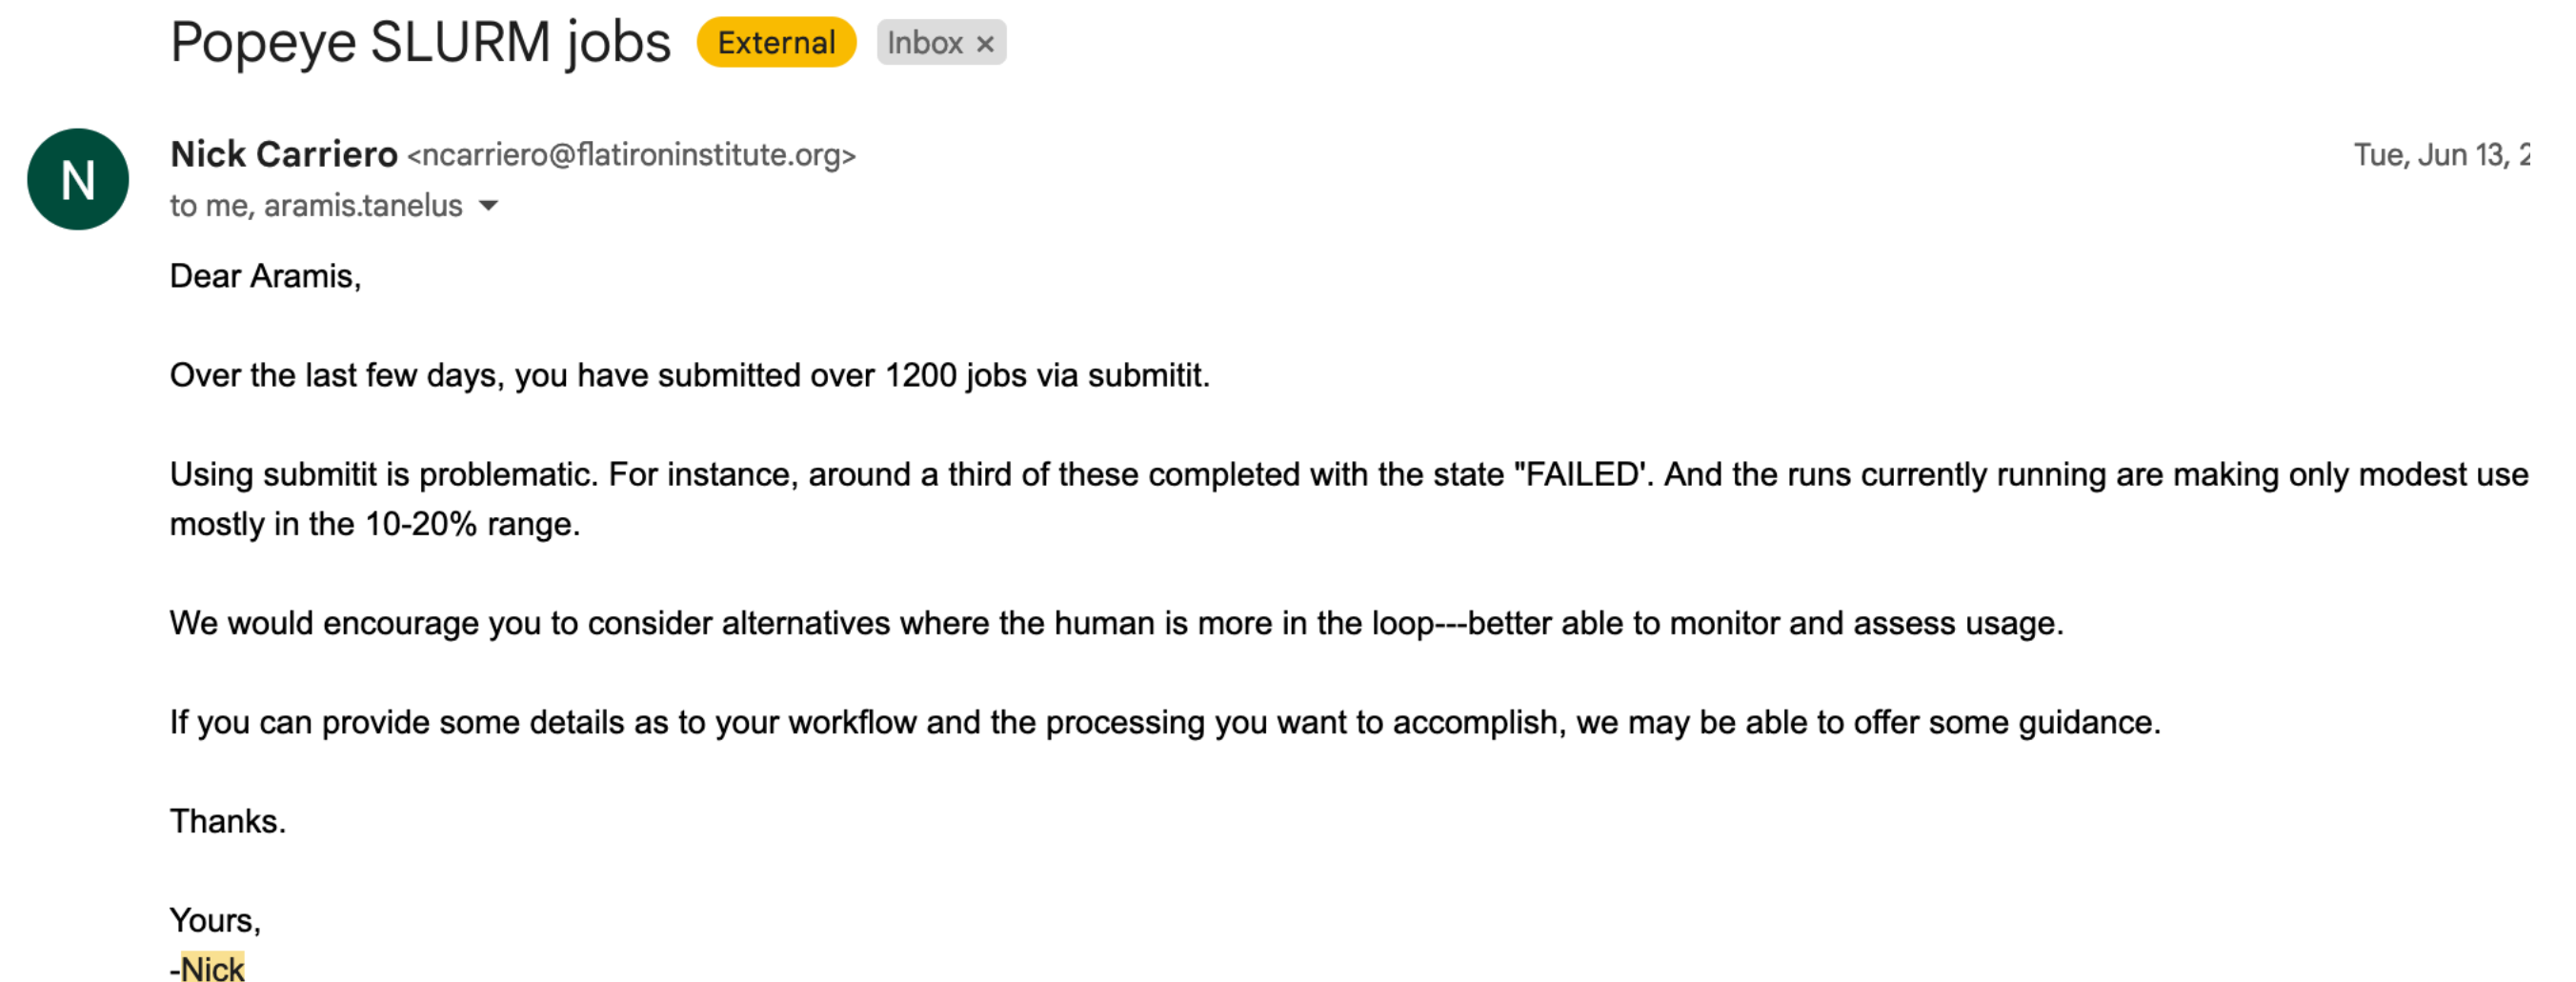 Popeye SLURM jobs External Inbox ×
N
Nick Carriero <ncarriero@flatironinstitute.org> Tue, Jun 13, 2
to me, aramis.tanelus
Dear Aramis,
Over the last few days, you have submitted over 1200 jobs via submitit.
Using submitit is problematic. For instance, around a third of these completed with the state "FAILED'. And the runs currently running are making only modest use
mostly in the 10-20% range.
We would encourage you to consider alternatives where the human is more in the loop---better able to monitor and assess usage.
If you can provide some details as to your workflow and the processing you want to accomplish, we may be able to offer some guidance.
Thanks.
Yours,
-Nick